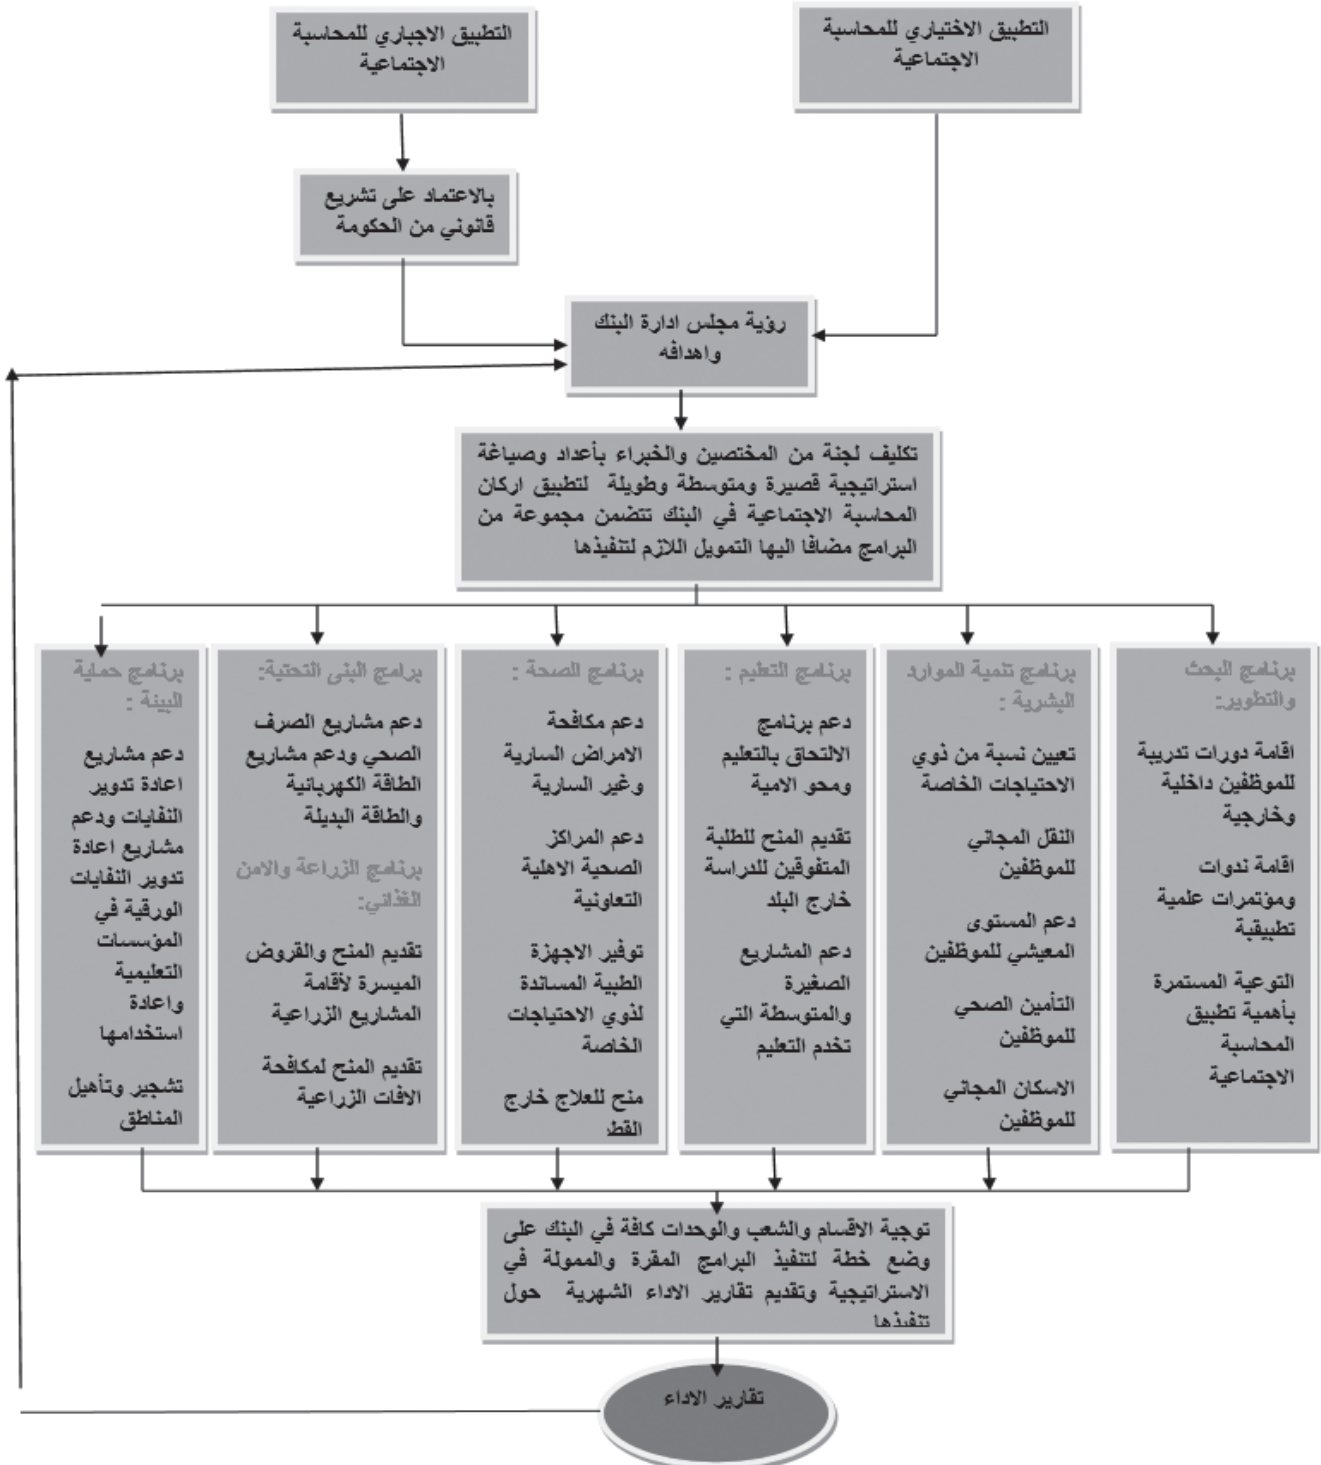 التطبيق الاختياري للمحاسبة
الاجتماعية
التطبيق الاجباري للمحاسبة
الاجتماعية
بالاعتماد على تشريع
قانوني من الحكومة
رؤية مجلس ادارة البنك
واهدافه
تكليف لجنة من المختصين والخبراء بأعداد وصياغة
استراتيجية قصيرة ومتوسطة وطويلة لتطبيق اركان
المحاسبة الاجتماعية في البنك تتضمن مجموعة من
البرامج مضافا اليها التمويل اللازم لتنفيذها
برنامج البحث
والتطوير:
اقامة دورات تدريبة
للموظفين داخلية
وخارجية
اقامة ندوات
ومؤتمرات علمية
تطبيقية
التوعية المستمرة
بأهمية تطبيق
المحاسبة
الاجتماعية
برنامج تنمية الموارد
البشرية :
تعيين نسبة من ذوي
الاحتياجات الخاصة
النقل المجاني
للموظفين
دعم المستوى
المعيشي للموظفين
التأمين الصحي
للموظفين
الاسكان المجاني
للموظفين
برنامج التعليم :
دعم برنامج
الالتحاق بالتعليم
ومحو الامية
تقديم المنح للطلبة
المتفوقين للدراسة
خارج البلد
دعم المشاريع
الصغيرة
والمتوسطة التي
تخدم التعليم
برنامج الصحة :
دعم مكافحة
الامراض السارية
وغير السارية
دعم المراكز
الصحية الاهلية
التعاونية
توفير الاجهزة
الطبية المساندة
لذوي الاحتياجات
الخاصة
منح للعلاج خارج
القط
برامج البنى التحتية:
دعم مشاريع الصرف
الصحي ودعم مشاريع
الطاقة الكهربائية
والطاقة البديلة
برنامج الزراعة والامن
الغذائي:
تقديم المنح والقروض
الميسرة لأقامة
المشاريع الزراعية
تقديم المنح لمكافحة
الافات الزراعية
برنامج حماية
البيئة :
دعم مشاريع
اعادة تدوير
النفايات ودعم
مشاريع اعادة
تدوير النفايات
الورقية في
المؤسسات
التعليمية
واعادة
استخدامها
تشجير وتأهيل
المناطق
توجية الاقسام والشعب والوحدات كافة في البنك على
وضع خطة لتنفيذ البرامج المقرة والممولة في
الاستراتيجية وتقديم تقارير الاداء الشهرية حول
تنفيذها
تقارير الاداء